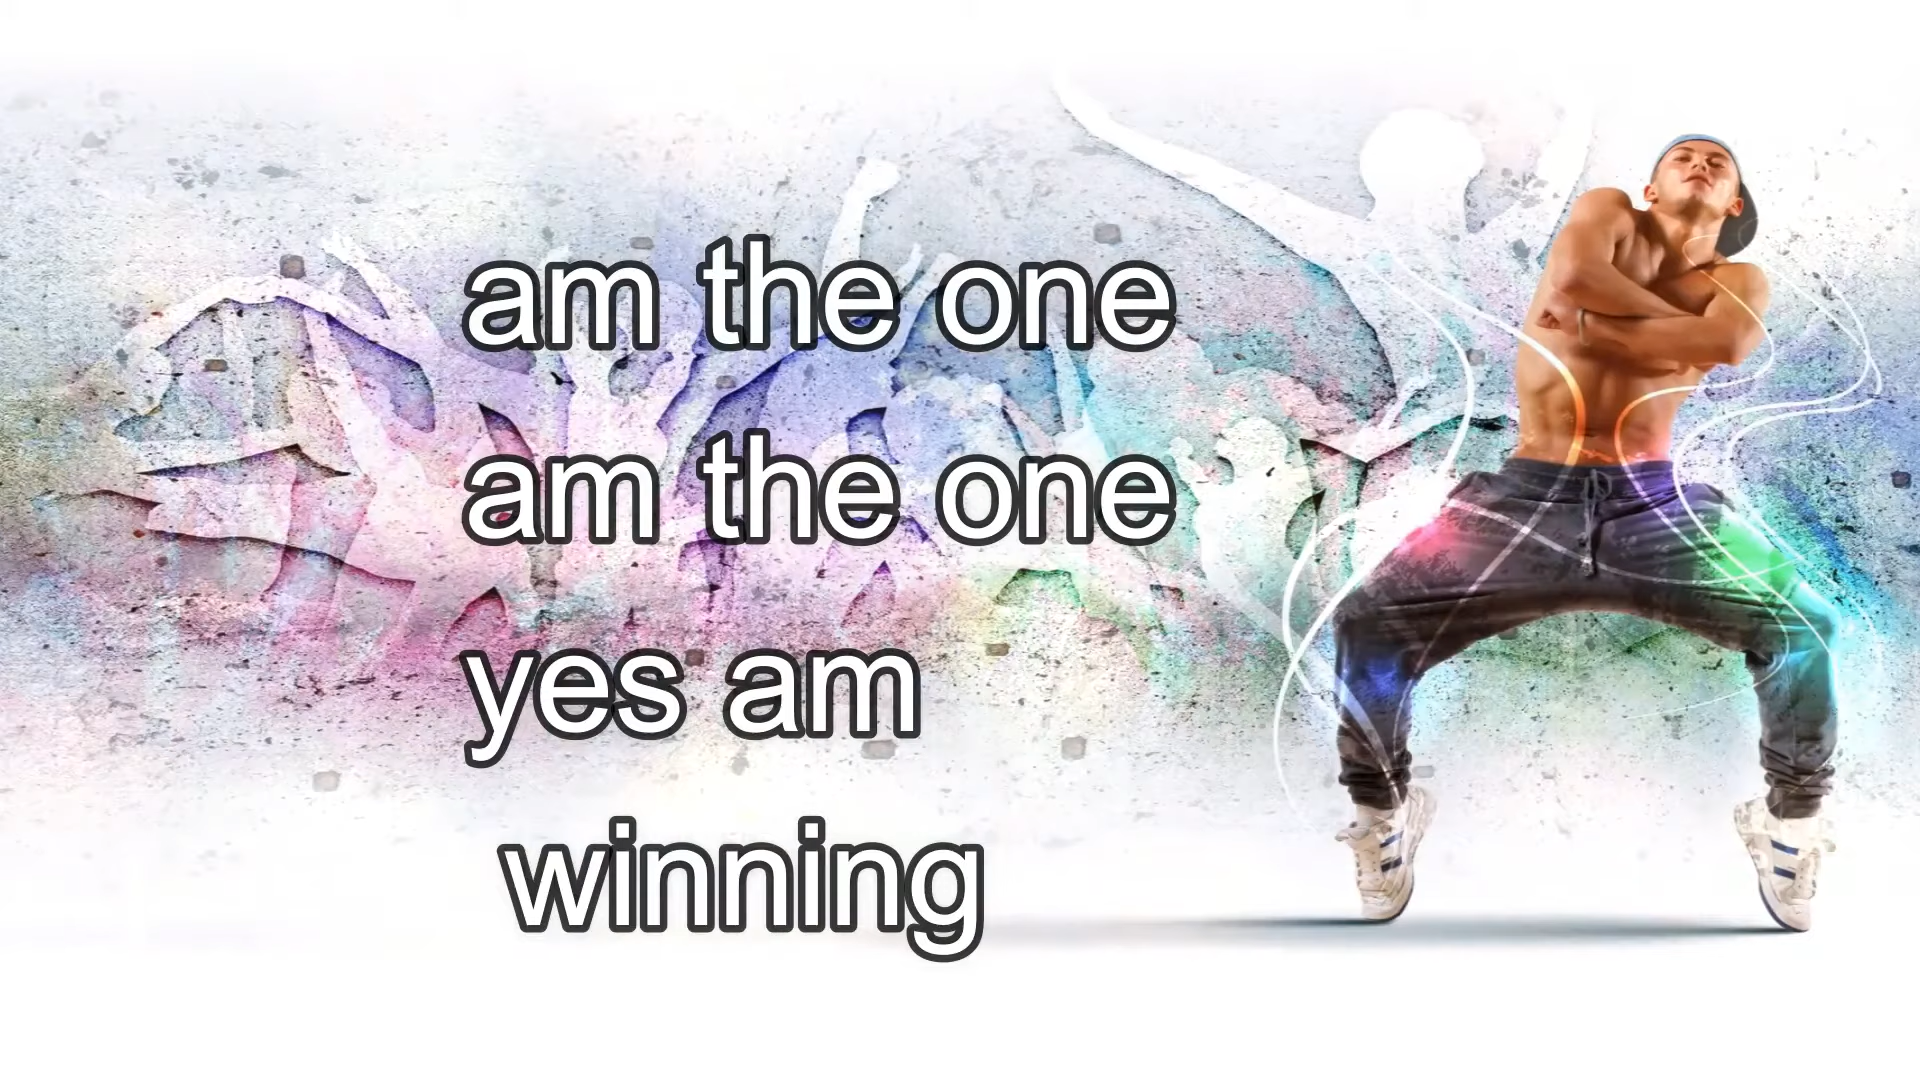 am the one
am the one
yes am
winning